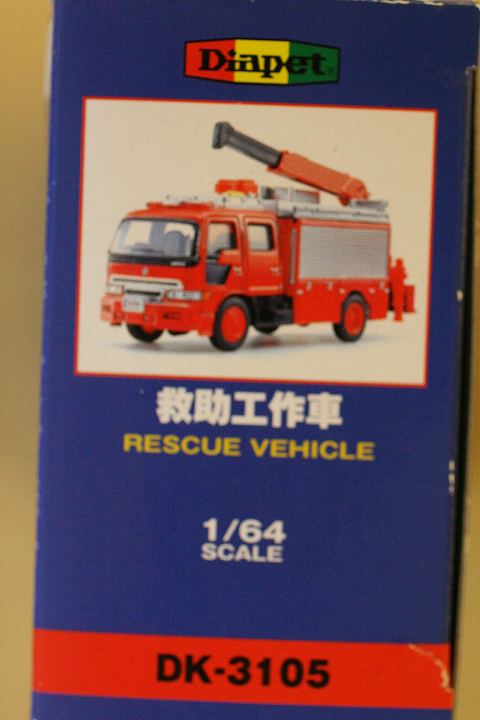 Diapet
救助工作車
RESCUE VEHICLE
1/64
SCALE
DK-3105